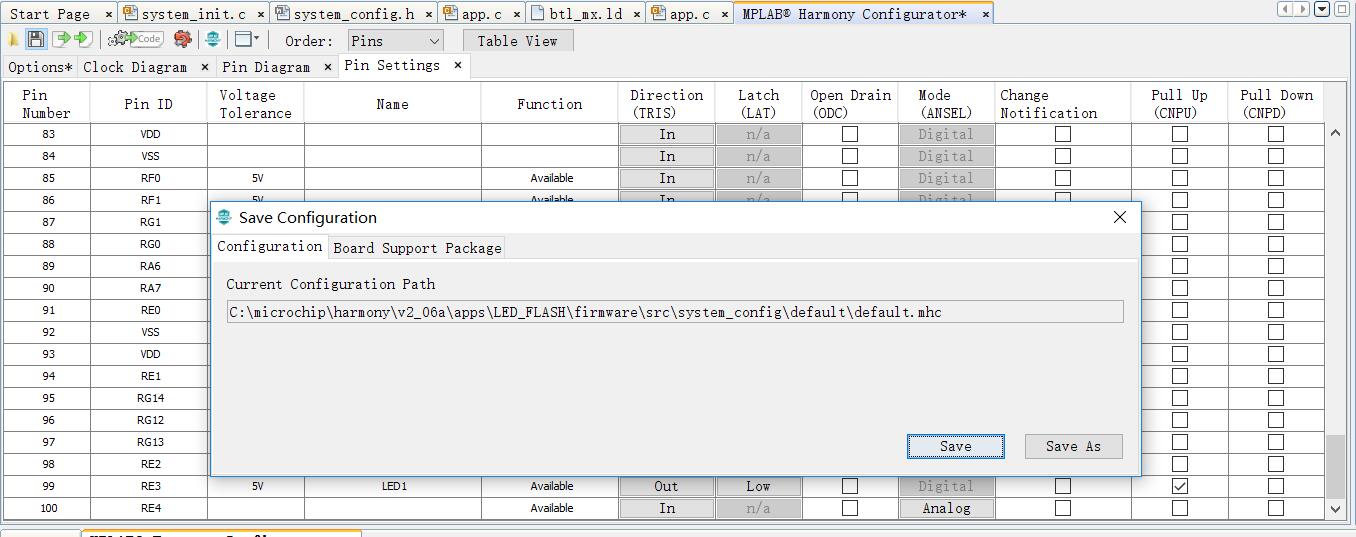 Start Page × system_init.c × system_config.h × app.c × btl_mx.ld × app.c × MPLAB® Harmony Configurator* ×
Code Order: Pins Table View
Options* Clock Diagram × Pin Diagram × Pin Settings ×
Pin Number Pin ID Voltage Tolerance Name Function Direction (TRIS) Latch (LAT) Open Drain (ODC) Mode (ANSEL) Change Notification Pull Up (CNPU) Pull Down (CNPD)
83 VDD In n/a Digital
84 VSS In n/a Digital
85 RF0 5V Available In n/a Digital
86 RF1 5V Available In n/a Digital
87 RG1
88 RG0
89 RA6
90 RA7
91 RE0
92 VSS
93 VDD
94 RE1
95 RG14
96 RG12
97 RG13
98 RE2
99 RE3 5V LED1 Available Out Low Digital
100 RE4 Available In n/a Analog
Save Configuration
Configuration Board Support Package
Current Configuration Path
C:\microchip\harmony\v2_06a\apps\LED_FLASH\firmware\src\system_config\default\default.mhc
Save Save As